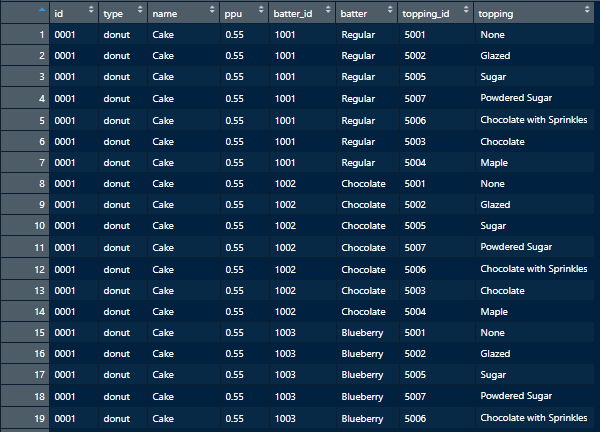 id type name ppu batter_id batter topping_id topping
1 0001 donut Cake 0.55 1001 Regular 5001 None
2 0001 donut Cake 0.55 1001 Regular 5002 Glazed
3 0001 donut Cake 0.55 1001 Regular 5005 Sugar
4 0001 donut Cake 0.55 1001 Regular 5007 Powdered Sugar
5 0001 donut Cake 0.55 1001 Regular 5006 Chocolate with Sprinkles
6 0001 donut Cake 0.55 1001 Regular 5003 Chocolate
7 0001 donut Cake 0.55 1001 Regular 5004 Maple
8 0001 donut Cake 0.55 1002 Chocolate 5001 None
9 0001 donut Cake 0.55 1002 Chocolate 5002 Glazed
10 0001 donut Cake 0.55 1002 Chocolate 5005 Sugar
11 0001 donut Cake 0.55 1002 Chocolate 5007 Powdered Sugar
12 0001 donut Cake 0.55 1002 Chocolate 5006 Chocolate with Sprinkles
13 0001 donut Cake 0.55 1002 Chocolate 5003 Chocolate
14 0001 donut Cake 0.55 1002 Chocolate 5004 Maple
15 0001 donut Cake 0.55 1003 Blueberry 5001 None
16 0001 donut Cake 0.55 1003 Blueberry 5002 Glazed
17 0001 donut Cake 0.55 1003 Blueberry 5005 Sugar
18 0001 donut Cake 0.55 1003 Blueberry 5007 Powdered Sugar
19 0001 donut Cake 0.55 1003 Blueberry 5006 Chocolate with Sprinkles